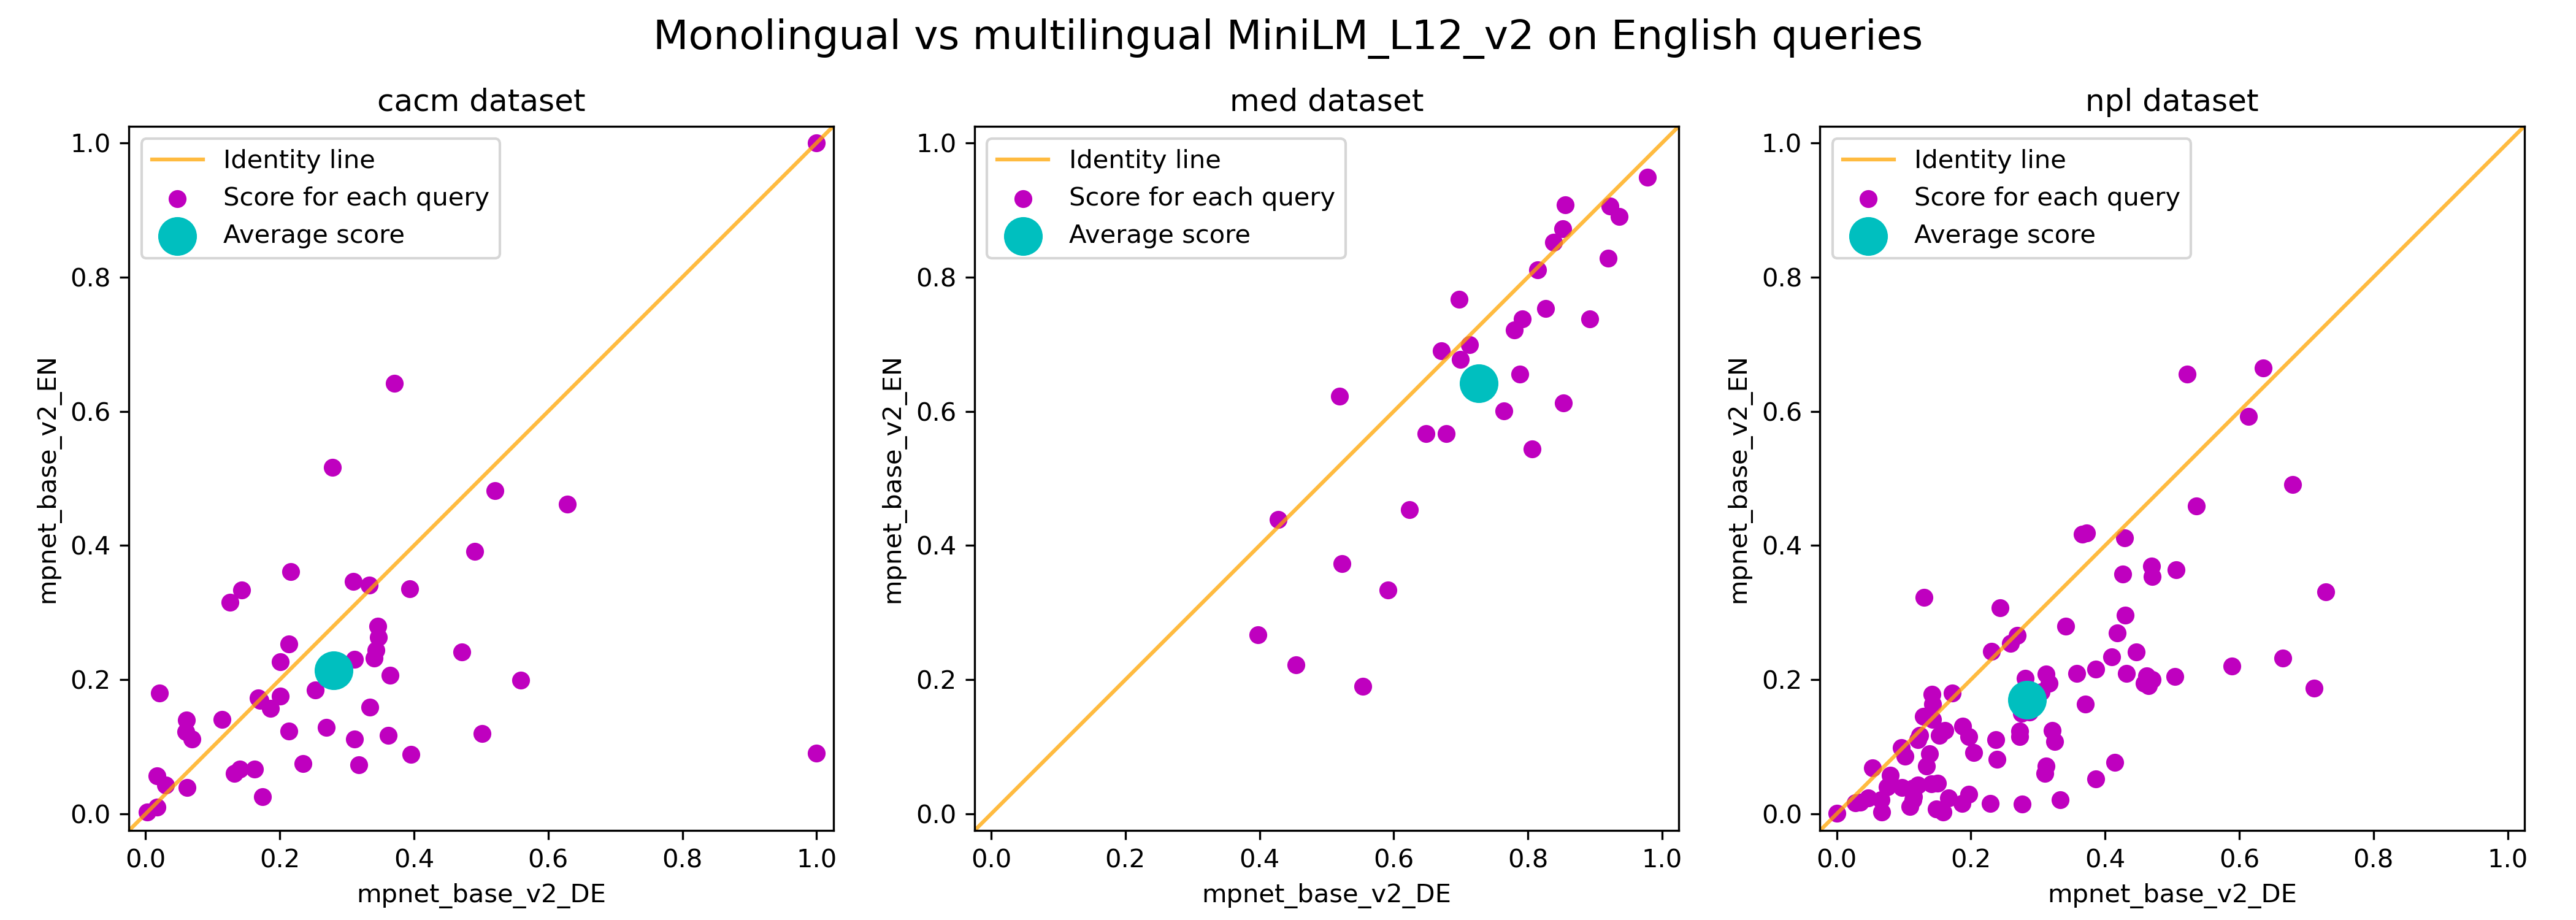 Monolingual vs multilingual MiniLM_L12_v2 on English queries
cacm dataset
1.0
0.8
0.6
0.4
0.2
0.0
mpnet_base_v2_EN
Identity line
Score for each query
Average score
0.0 0.2 0.4 0.6 0.8 1.0
mpnet_base_v2_DE
med dataset
1.0
0.8
0.6
0.4
0.2
0.0
mpnet_base_v2_EN
Identity line
Score for each query
Average score
0.0 0.2 0.4 0.6 0.8 1.0
mpnet_base_v2_DE
npl dataset
1.0
0.8
0.6
0.4
0.2
0.0
mpnet_base_v2_EN
Identity line
Score for each query
Average score
0.0 0.2 0.4 0.6 0.8 1.0
mpnet_base_v2_DE